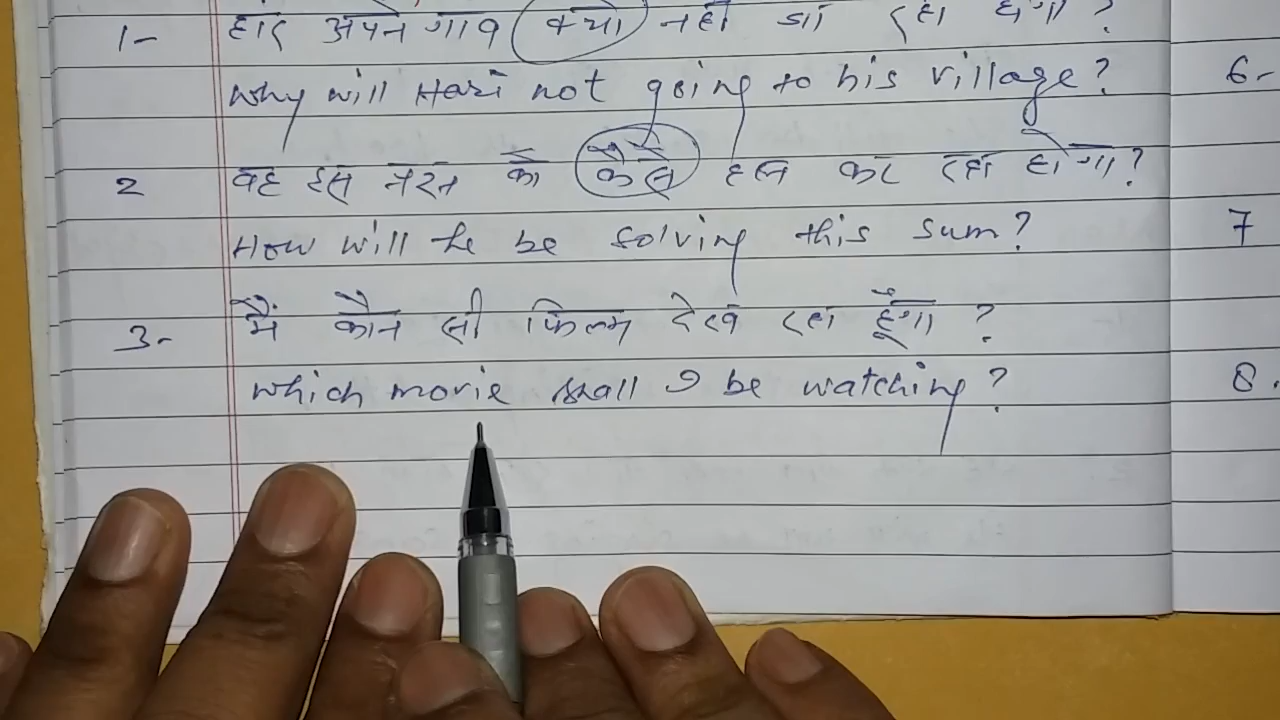 1- हरि अपने गांव क्यों नहीं जा रहा होगा ?
Why will Hari not going to his village ?
2 वह इस प्रश्न को कैसे हल कर रहा होगा ?
How will he be solving this sum ?
3- मैं कौन सी फिल्म देख रहा हूँगा ?
which movie shall I be watching ?
6-
7
8.